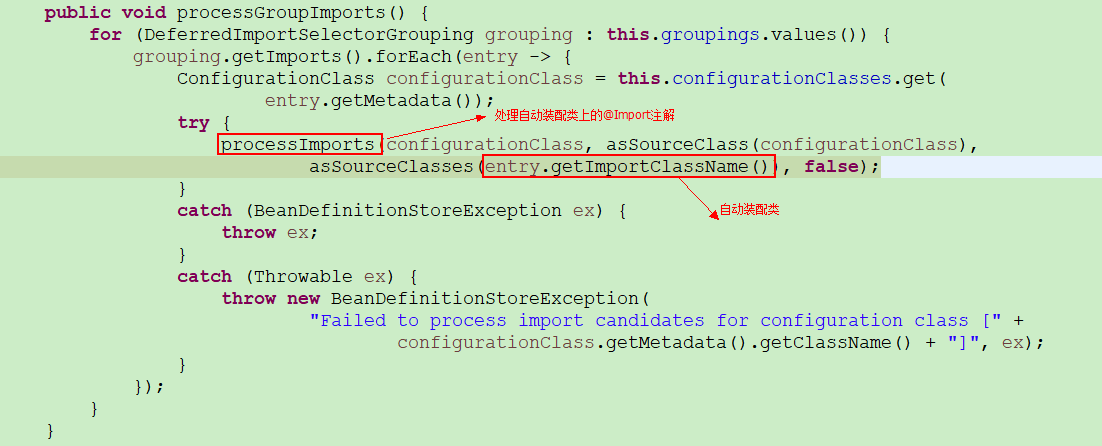 public void processGroupImports() {
for (DeferredImportSelectorGrouping grouping : this.groupings.values()) {
grouping.getImports().forEach(entry -> {
ConfigurationClass configurationClass = this.configurationClasses.get(
entry.getMetadata());
处理自动装配类上的@Import注解
try {
processImports(configurationClass, asSourceClass(configurationClass),
asSourceClasses(entry.getImportClassName()), false);
}
自动装配类
catch (BeanDefinitionStoreException ex) {
throw ex;
}
catch (Throwable ex) {
throw new BeanDefinitionStoreException(
"Failed to process import candidates for configuration class [" +
configurationClass.getMetadata().getClassName() + "]", ex);
}
});
}
}